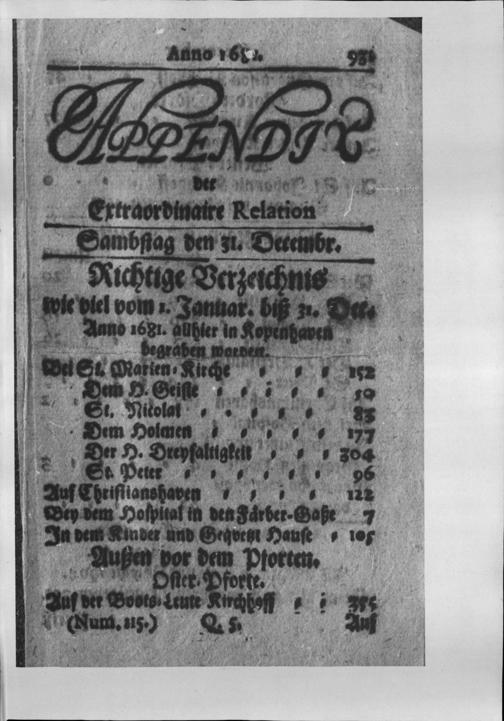 Anno 1681. 931
APPENDIX
der
Extraordinaire Relation
Sambstag den 31. Decembr.
Richtige Verzeichnis
wie viel vom 1. Januar. biß 31. Dec.
Anno 1681. allhier in Kopenhaven
begraben worden.
Bei St. Marien-Kirche 152
Dem H. Geiste 50
St. Nicolai 83
Dem Holmen 177
Der H. Dreyfaltigkeit 304
St. Peter 96
Auf Christianshaven 122
Bey dem Hospital in den Färber-Gaße 7
In dem Kinder und Hause 105
Außen vor dem Pforten.
Oster-Pforte.
Auf der Boots-Leute Kirchhoff 355
(Num. 115.) Q. 5. Auf